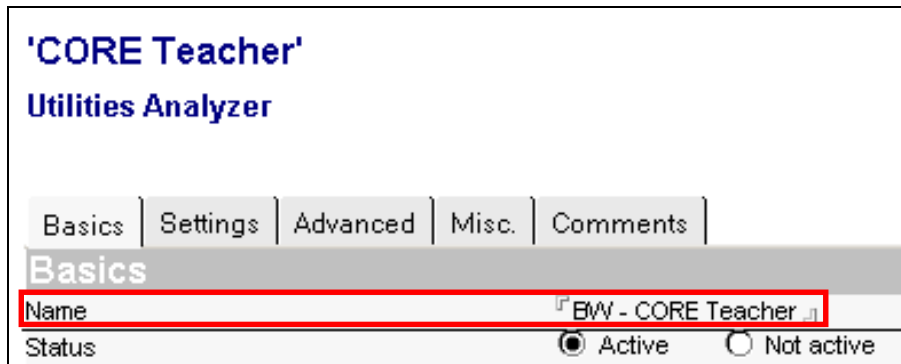 'CORE Teacher'
Utilities Analyzer
Basics Settings Advanced Misc. Comments
Basics
Name BW - CORE Teacher
Status Active Not active